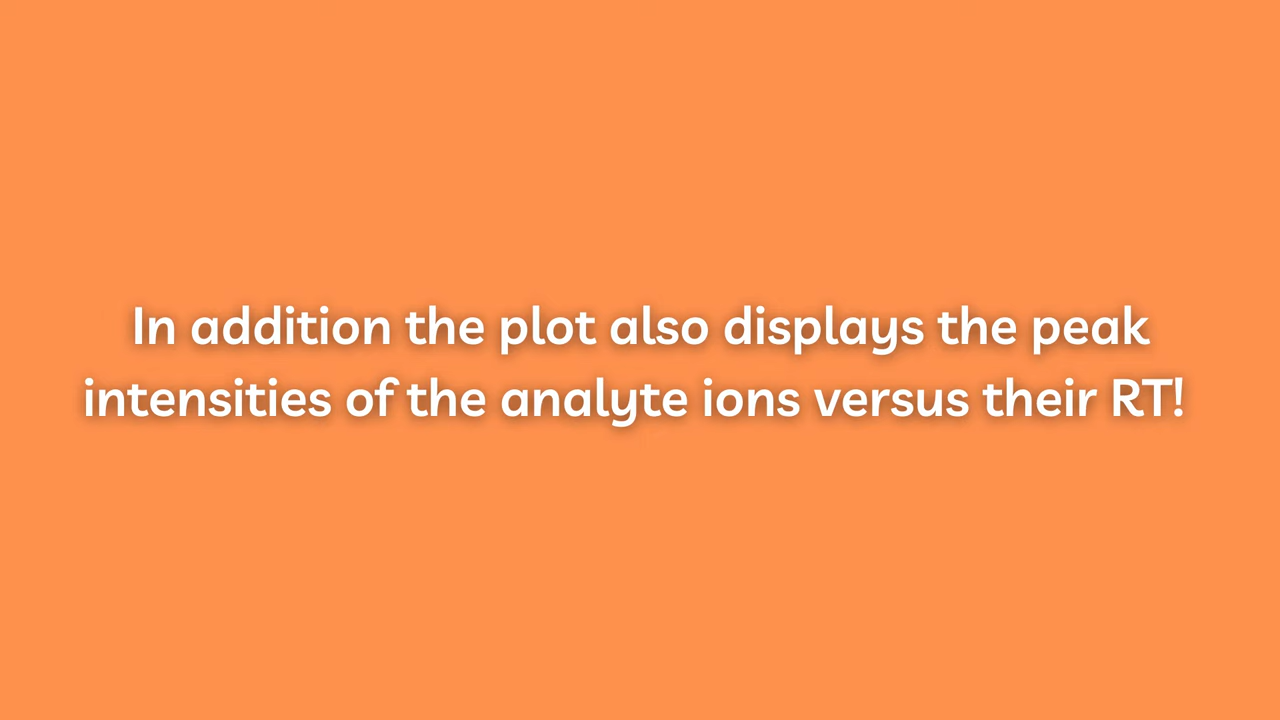 In addition the plot also displays the peak
intensities of the analyte ions versus their RT!